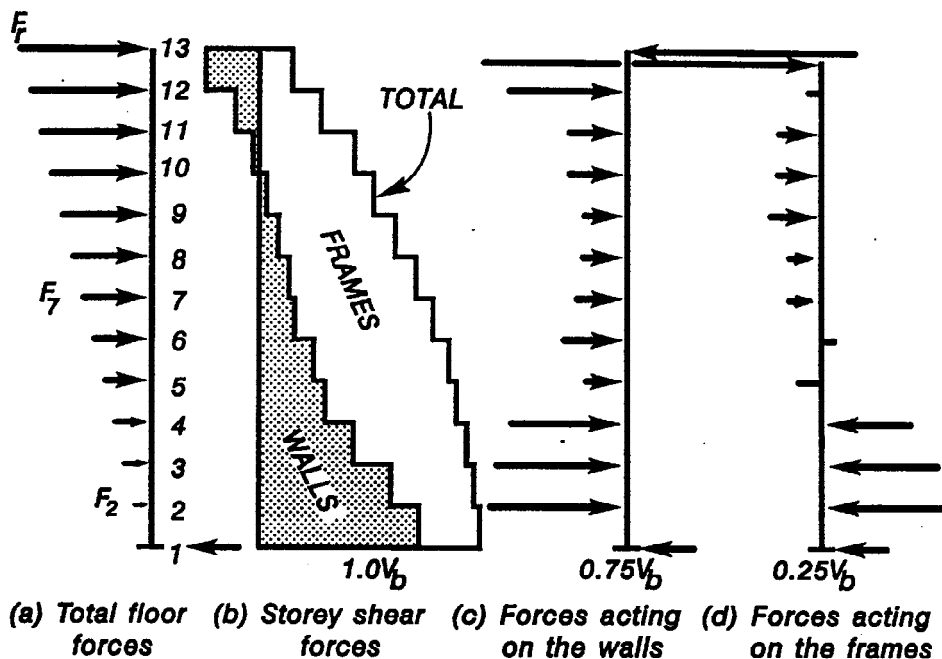 F_r
13
12
11
10
9
8
F_7
7
6
5
4
3
F_2
2
1
TOTAL
FRAMES
WALLS
1.0V_b
0.75V_b
0.25V_b
(a) Total floor forces
(b) Storey shear forces
(c) Forces acting on the walls
(d) Forces acting on the frames